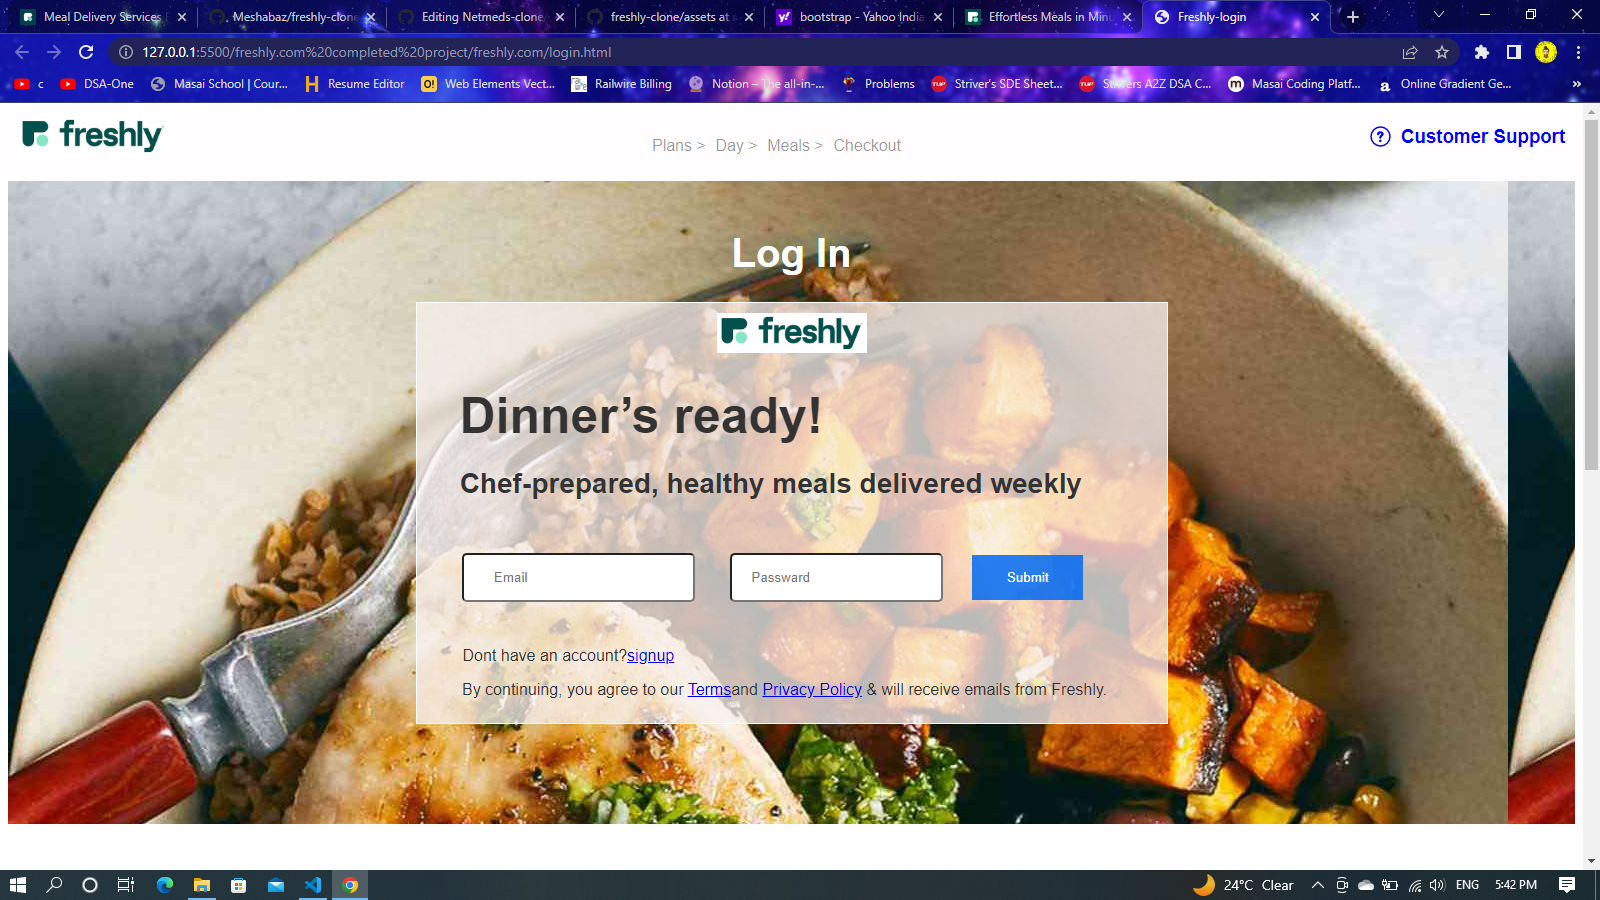 Meal Delivery Services
Meshabaz/freshly-clone
Editing Netmeds-clone
freshly-clone/assets at
bootstrap - Yahoo India
Effortless Meals in Minu
Freshly-login
127.0.0.1:5500/freshly.com%20completed%20project/freshly.com/login.html
c
DSA-One
Masai School | Cour...
Resume Editor
O!
Web Elements Vect...
Railwire Billing
Notion – The all-in-...
Problems
TUF
Striver's SDE Sheet...
TUF
Strivers A2Z DSA C...
m
Masai Coding Platf...
a
Online Gradient Ge...
»
freshly
Plans > Day > Meals > Checkout
? Customer Support
Log In
freshly
Dinner’s ready!
Chef-prepared, healthy meals delivered weekly
Email
Passward
Submit
Dont have an account?signup
By continuing, you agree to our Termsand Privacy Policy & will receive emails from Freshly.
24°C Clear
ENG
5:42 PM